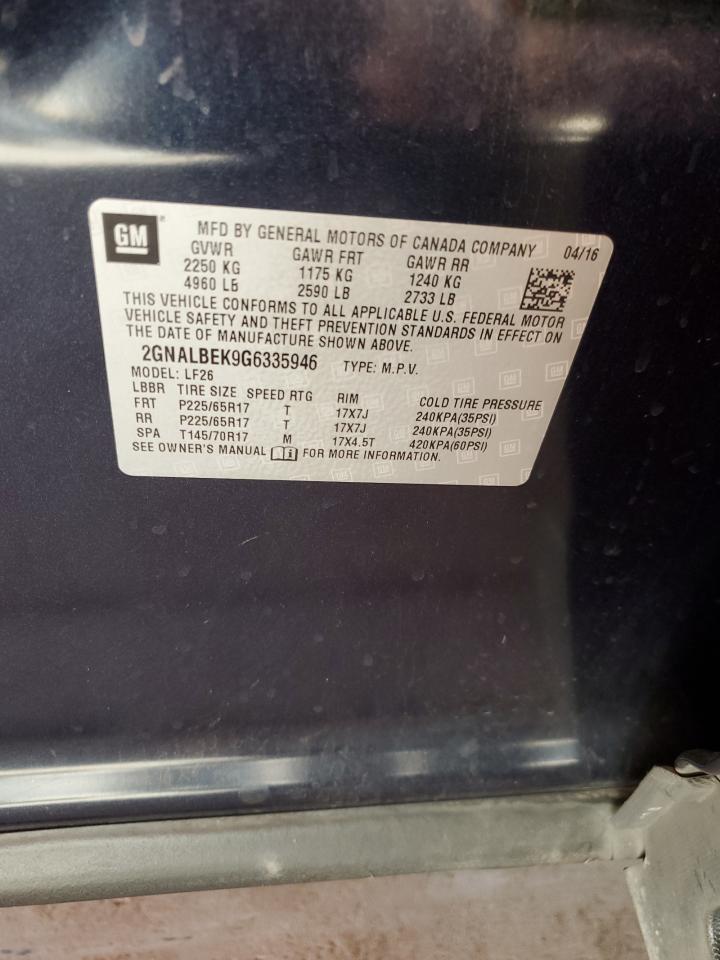 GM MFD BY GENERAL MOTORS OF CANADA COMPANY 04/16
GVWR GAWR FRT GAWR RR
2250 KG 1175 KG 1240 KG
4960 LB 2590 LB 2733 LB
THIS VEHICLE CONFORMS TO ALL APPLICABLE U.S. FEDERAL MOTOR
VEHICLE SAFETY AND THEFT PREVENTION STANDARDS IN EFFECT ON
THE DATE OF MANUFACTURE SHOWN ABOVE.
2GNALBEK9G6335946 TYPE: M.P.V.
MODEL: LF26
LBBR TIRE SIZE SPEED RTG RIM COLD TIRE PRESSURE
FRT P225/65R17 T 17X7J 240KPA(35PSI)
RR P225/65R17 T 17X7J 240KPA(35PSI)
SPA T145/70R17 M 17X4.5T 420KPA(60PSI)
SEE OWNER'S MANUAL FOR MORE INFORMATION.